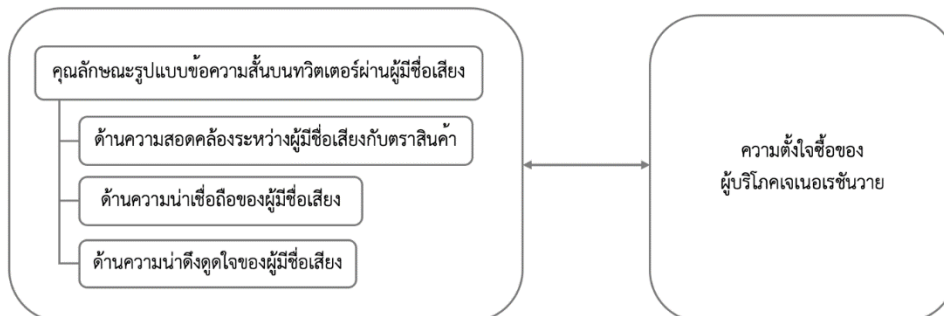 คุณลักษณะรูปแบบข้อความสั้นบนทวิตเตอร์ผ่านผู้มีชื่อเสียง
ด้านความสอดคล้องระหว่างผู้มีชื่อเสียงกับตราสินค้า
ด้านความน่าเชื่อถือของผู้มีชื่อเสียง
ด้านความน่าดึงดูดใจของผู้มีชื่อเสียง
ความตั้งใจซื้อของ
ผู้บริโภคเจเนอเรชันวาย